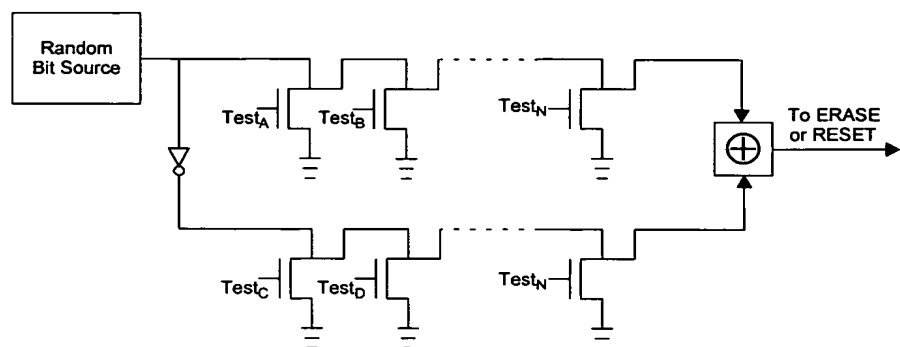 Random
Bit Source
Test_A
Test_B
Test_N
To ERASE
or RESET
Test_C
Test_D
Test_N